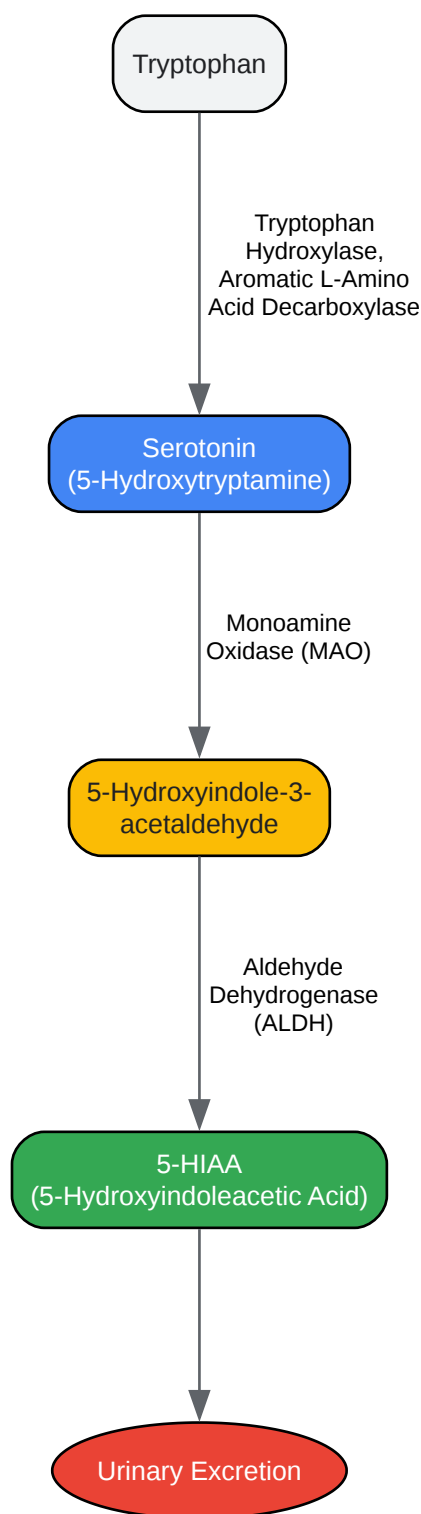 Tryptophan
Tryptophan
Hydroxylase,
Aromatic L-Amino
Acid Decarboxylase
Serotonin
(5-Hydroxytryptamine)
Monoamine
Oxidase (MAO)
5-Hydroxyindole-3-
acetaldehyde
Aldehyde
Dehydrogenase
(ALDH)
5-HIAA
(5-Hydroxyindoleacetic Acid)
Urinary Excretion